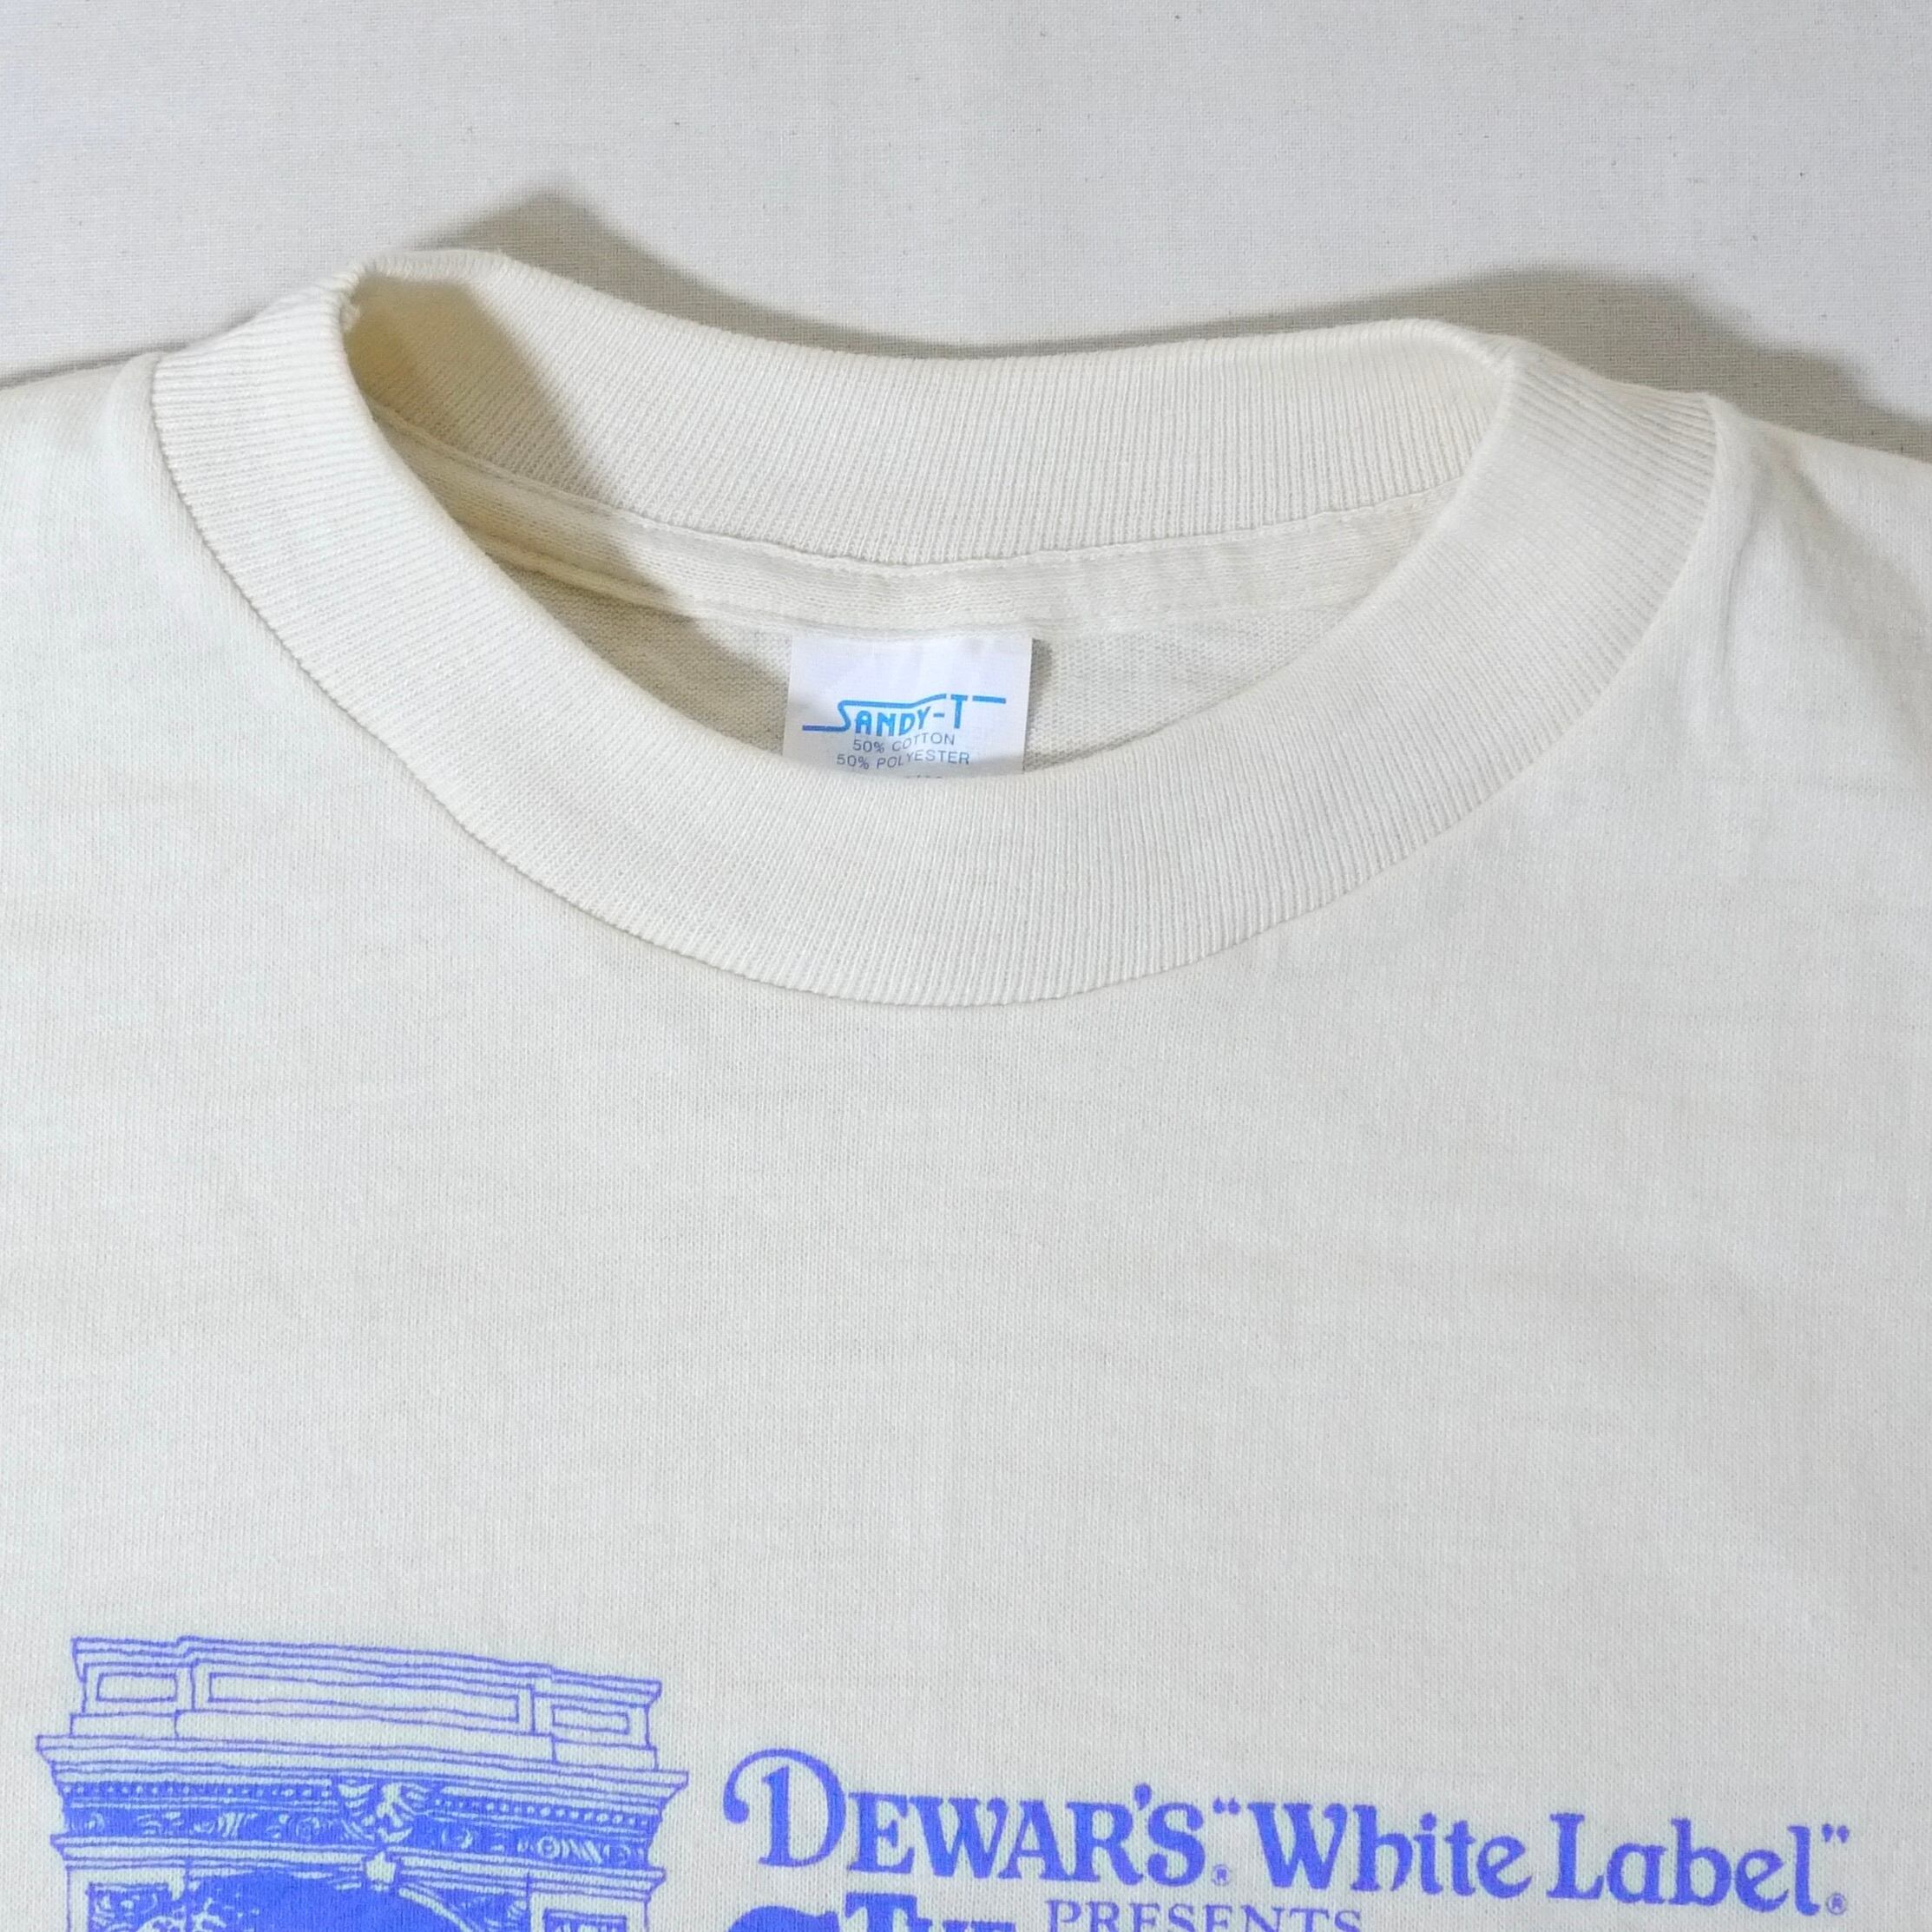 SANDY-T
50% COTTON
50% POLYESTER
DEWAR'S® "White Label"®
PRESENTS